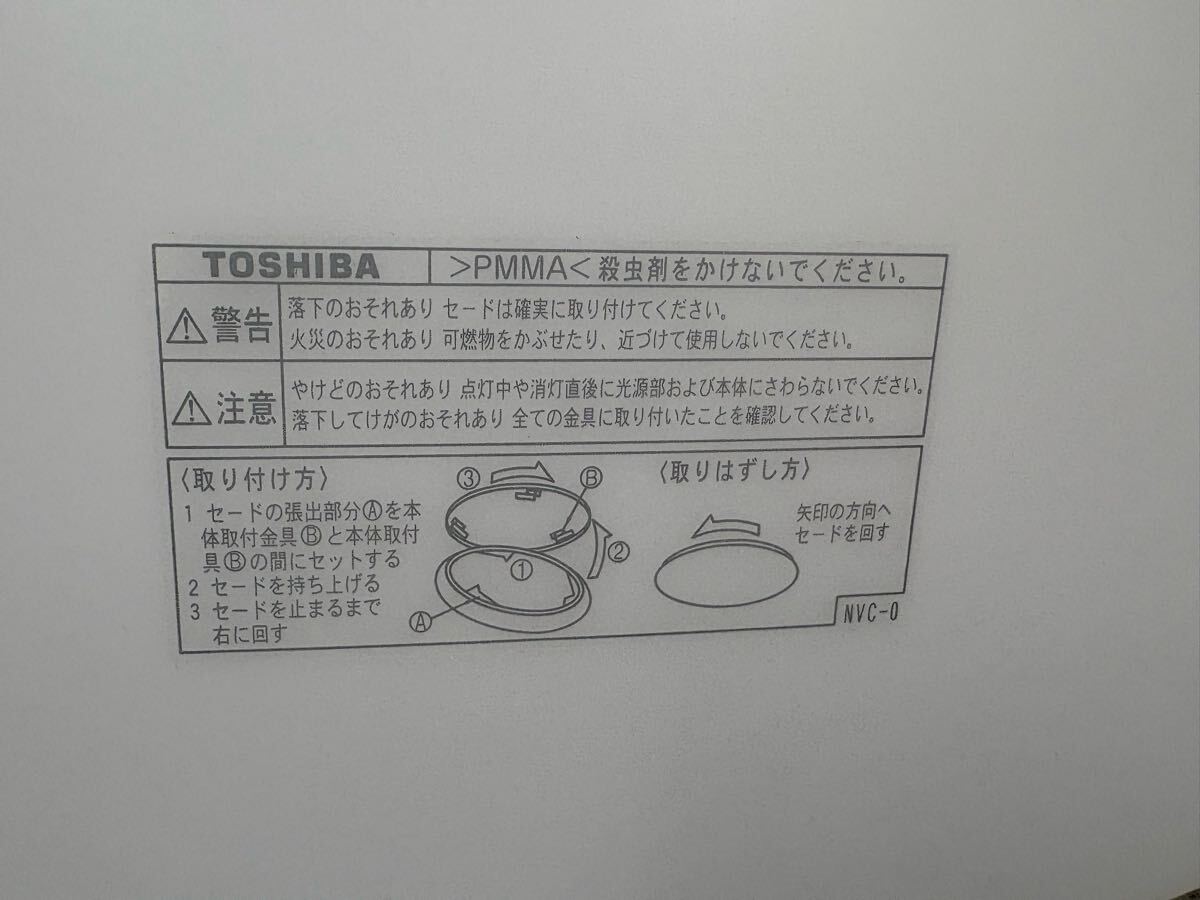 TOSHIBA >PMMA< 殺虫剤をかけないでください。
⚠警告
落下のおそれあり セードは確実に取り付けてください。
火災のおそれあり 可燃物をかぶせたり、近づけて使用しないでください。
⚠注意
やけどのおそれあり 点灯中や消灯直後に光源部および本体にさわらないでください。
落下してけがのおそれあり 全ての金具に取り付いたことを確認してください。
〈取り付け方〉
1 セードの張出部分Ⓐを本
体取付金具Ⓑと本体取付
具Ⓑの間にセットする
2 セードを持ち上げる
3 セードを止まるまで
右に回す
③
Ⓑ
②
①
Ⓐ
〈取りはずし方〉
矢印の方向へ
セードを回す
NVC-0